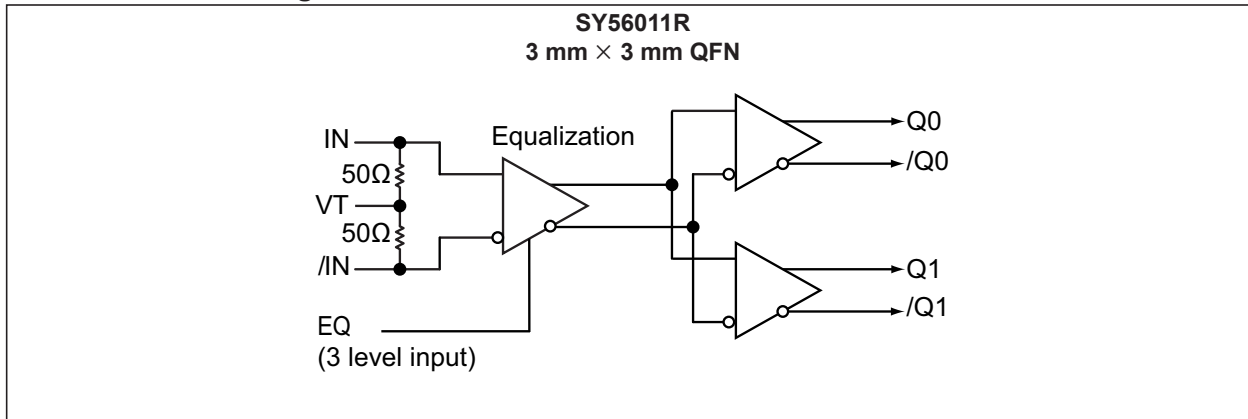 SY56011R
3 mm × 3 mm QFN
IN
Equalization
50Ω
VT
50Ω
/IN
EQ
(3 level input)
Q0
/Q0
Q1
/Q1